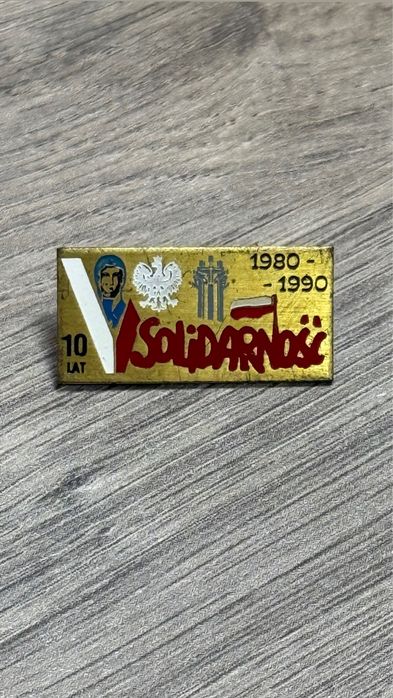 1980 -
- 1990
10
LAT
SOLiDARNOŚĆ